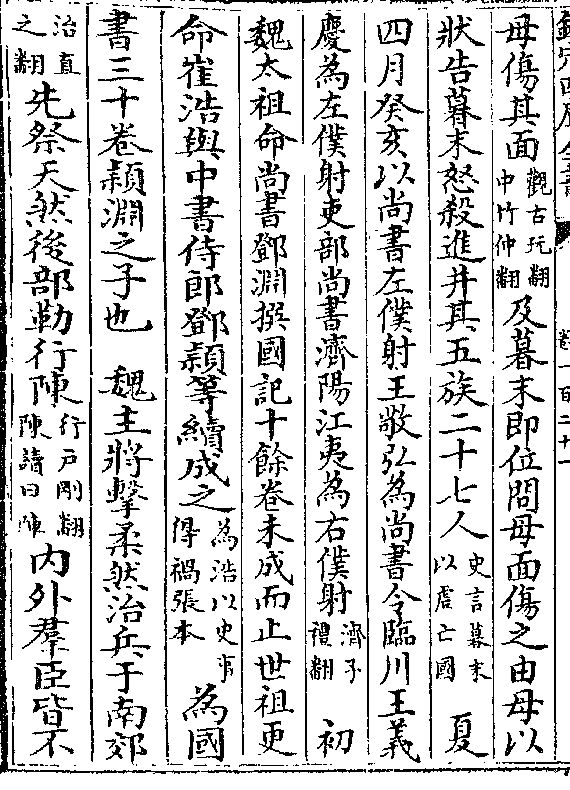 欽定四庫全書　卷一百二十一
母傷其面觀古玩翻中竹仲翻及暮末即位問母面傷之由母以
狀告暮末怒殺進并其五族二十七人史言暮末以虐亡國　夏
四月癸亥以尚書左僕射王敬弘為尚書令臨川王義
慶為左僕射吏部尚書濟陽江夷為右僕射濟子禮翻　初
魏太祖命尚書鄧淵撰國記十餘卷未成而止世祖更
命崔浩與中書侍郎鄧穎等續成之為浩以史事得禍張本　為國
書三十卷穎淵之子也　魏主將擊柔然治兵于南郊
治直之翻先祭天然後部勒行陳行戶剛翻陳讀曰陣內外羣臣皆不